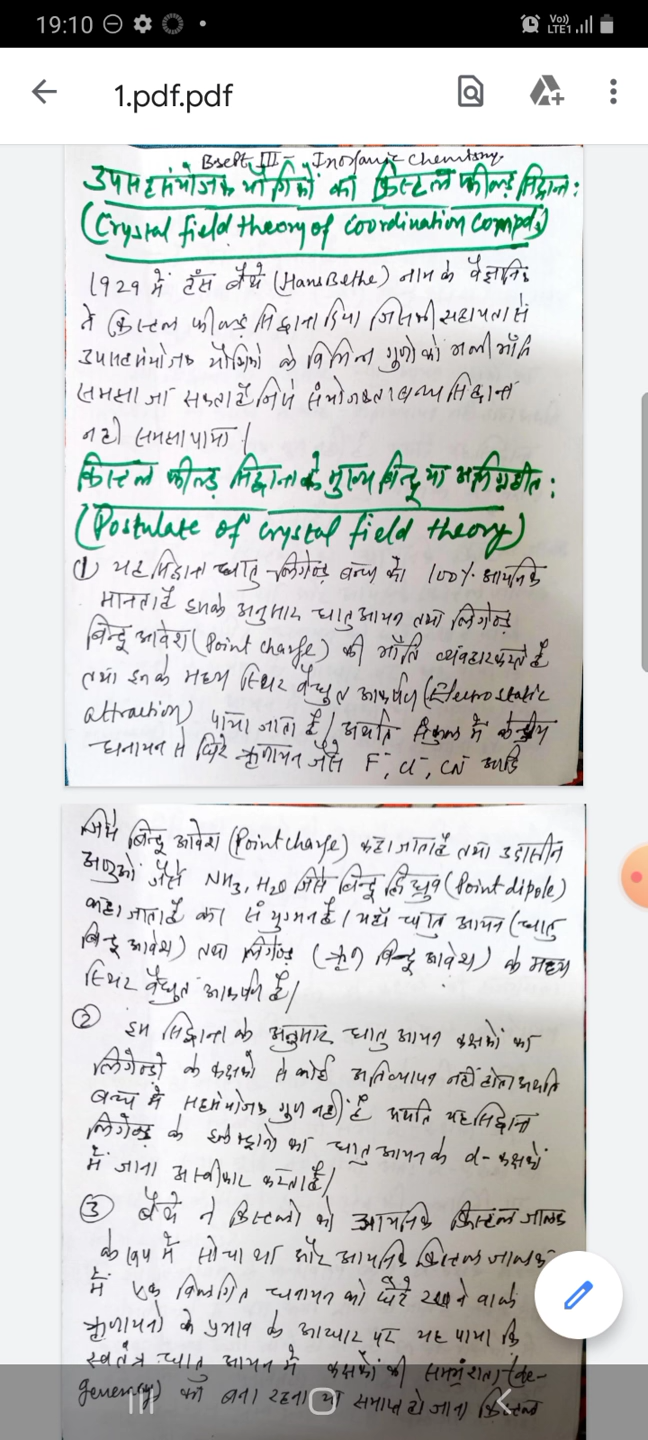 19:10
Vo)) LTE1
1.pdf.pdf
Bsc Pt III - Inorganic Chemistry
उपसहसंयोजक यौगिकों का क्रिस्टल फील्ड सिद्धान्त:
(Crystal field theory of coordination compds)
1929 में हंस बैथे (Hans Bethe) नामक वैज्ञानिक
ने क्रिस्टल फील्ड सिद्धान्त दिया जिसकी सहायता से
उपसहसंयोजक यौगिकों के विभिन्न गुणों को भली भाँति
समझा जा सकता है जिसे संयोजकता बन्ध सिद्धान्त
नहीं समझा पाया।
क्रिस्टल फील्ड सिद्धान्त के मुख्य बिन्दु या अभिग्रहीत:
(Postulate of crystal field theory)
① यह सिद्धान्त धातु-लिगेण्ड बन्ध को 100% आयनिक
मानता है इसके अनुसार धातु आयन तथा लिगेण्ड
बिन्दु आवेश (Point charge) की भाँति व्यवहार करते हैं
तथा इनके मध्य स्थिर वैद्युत आकर्षण (Electrostatic
attraction) पाया जाता है। अर्थात में केन्द्रीय
धनायन से घिरे ऋणायन जैसे F⁻, Cl⁻, CN⁻ आदि
जिसे बिन्दु आवेश (Point charge) कहा जाता है तथा उदासीन
अणुओं जैसे NH3, H2O जिसे बिन्दु द्विध्रुव (Point dipole)
कहा जाता है का संयुग्मन है। यहाँ धातु आयन (धातु
बिन्दु आवेश) तथा लिगेण्ड (ऋण बिन्दु आवेश) के मध्य
स्थिर वैद्युत आकर्षण है।
② इस सिद्धान्त के अनुसार धातु आयन कक्षकों का
लिगेण्डों के कक्षकों से कोई अतिव्यापन नहीं होता अर्थात
बन्ध में सहसंयोजक गुण नहीं है अर्थात यह सिद्धान्त
लिगेण्ड के इलेक्ट्रानों का धातु आयन के d-कक्षकों
में जाना अस्वीकार करता है।
③ बैथे ने क्रिस्टलों को आयनिक क्रिस्टल जालक
के रूप में सोचा था और आयनिक क्रिस्टल जालक
में एक विलगित धनायन को घेरे रखने वाले
ऋणायनों के प्रभाव के आधार पर यह पाया कि
स्वतंत्र धातु आयन में कक्षकों की समभ्रंशता (de-
generacy) को बना रहना या समाप्त हो जाना क्रिस्टल